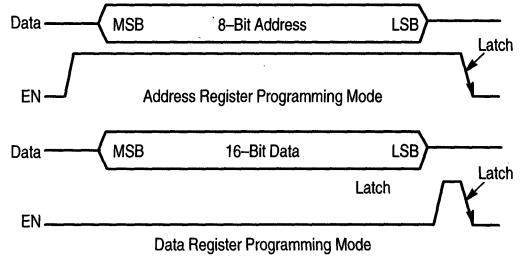 Data
MSB 8–Bit Address LSB
Latch
EN
Address Register Programming Mode
Data
MSB 16–Bit Data LSB
Latch
Latch
EN
Data Register Programming Mode